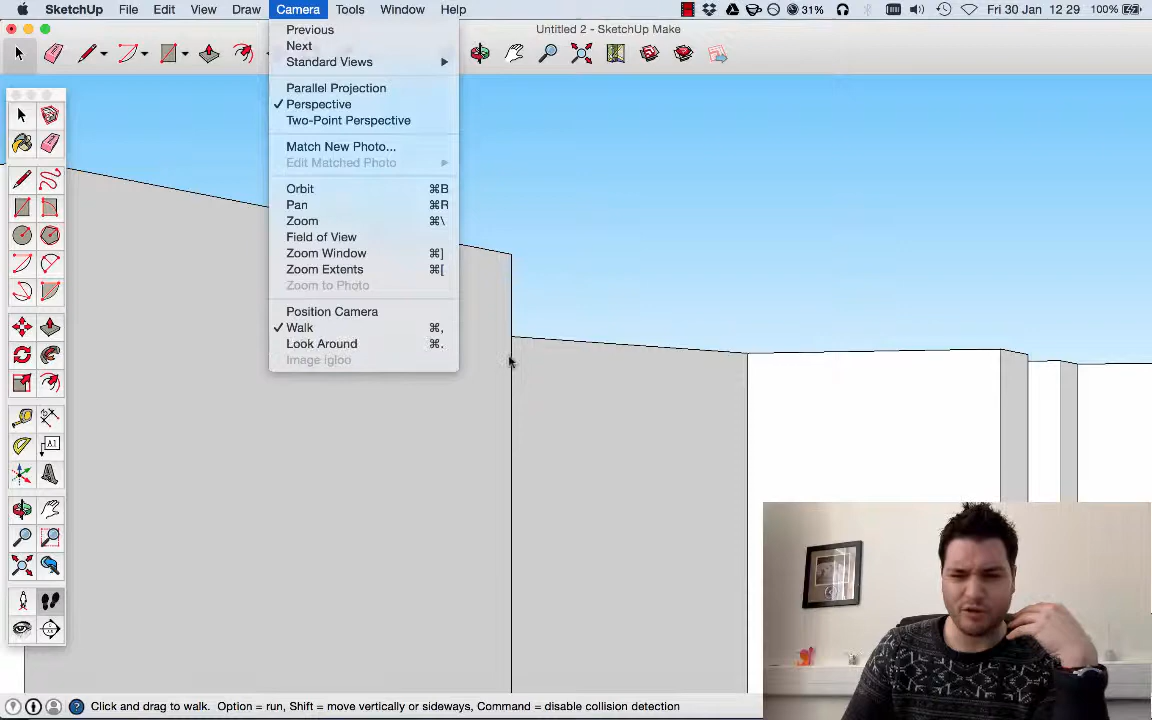 SketchUp File Edit View Draw Camera Tools Window Help 31% Fri 30 Jan 12:29 100%
Untitled 2 - SketchUp Make
Previous
Next
Standard Views
Parallel Projection
✓ Perspective
Two-Point Perspective
Match New Photo...
Edit Matched Photo
Orbit ⌘B
Pan ⌘R
Zoom ⌘\
Field of View
Zoom Window ⌘]
Zoom Extents ⌘[
Zoom to Photo
Position Camera
✓ Walk ⌘,
Look Around ⌘.
Image Igloo
A1
Click and drag to walk. Option = run, Shift = move vertically or sideways, Command = disable collision detection